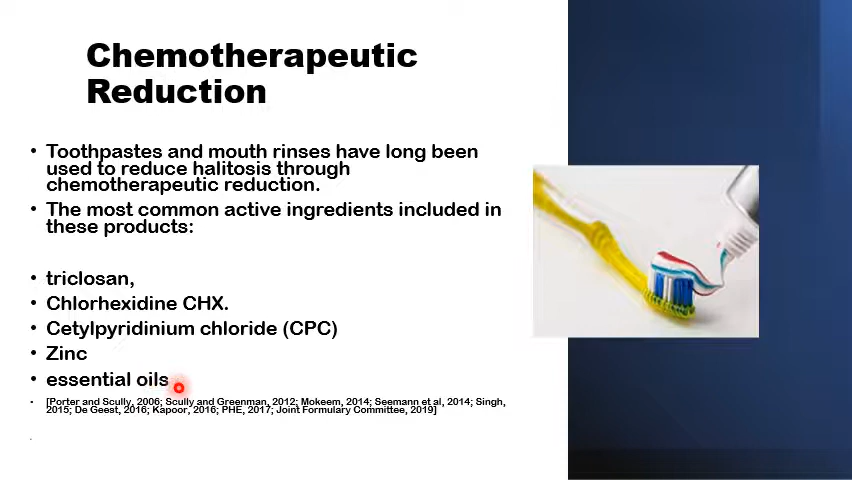 Chemotherapeutic
Reduction
• Toothpastes and mouth rinses have long been
used to reduce halitosis through
chemotherapeutic reduction.
• The most common active ingredients included in
these products:
• triclosan,
• Chlorhexidine CHX.
• Cetylpyridinium chloride (CPC)
• Zinc
• essential oils
• [Porter and Scully, 2006; Scully and Greenman, 2012; Mokeem, 2014; Seemann et al, 2014; Singh,
2015; De Geest, 2016; Kapoor, 2016; PHE, 2017; Joint Formulary Committee, 2019]